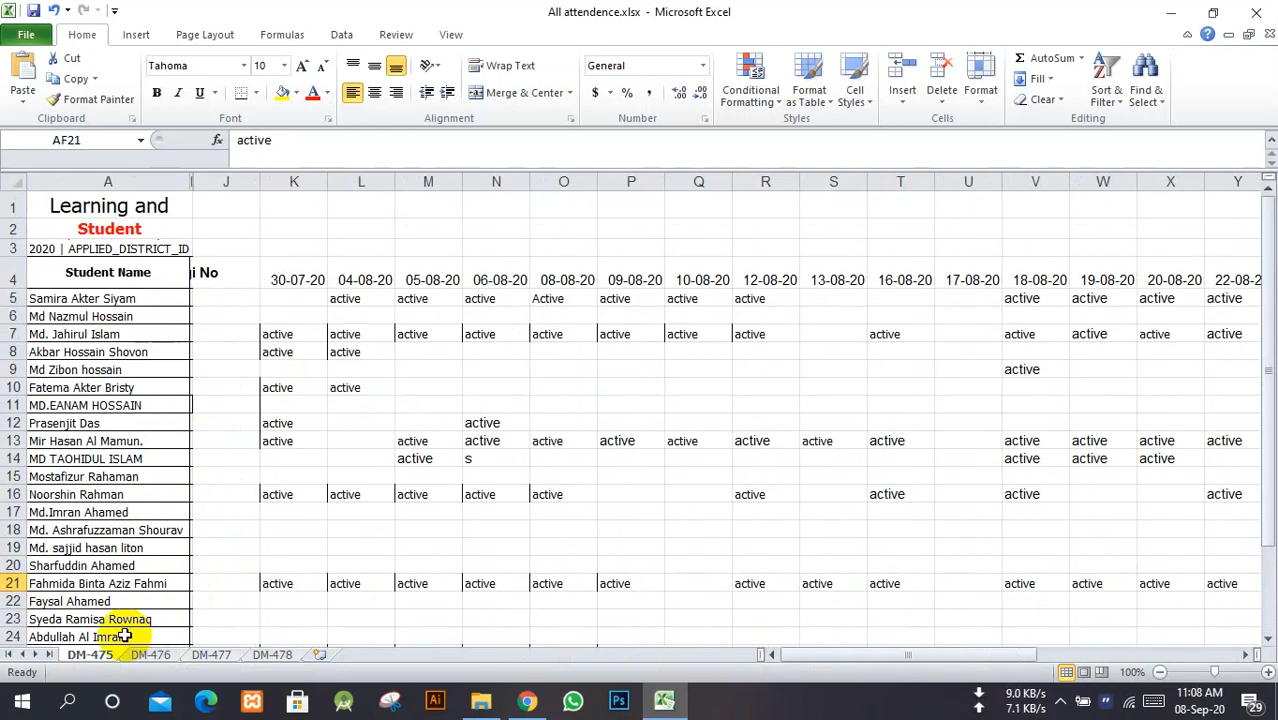 All attendence.xlsx - Microsoft Excel
File Home Insert Page Layout Formulas Data Review View
Paste Cut Copy Format Painter Clipboard
Tahoma 10 Font
Wrap Text Merge & Center Alignment
General Number
Conditional Formatting Format as Table Cell Styles Styles
Insert Delete Format Cells
AutoSum Fill Clear Sort & Filter Find & Select Editing
AF21 fx active
A J K L M N O P Q R S T U V W X Y
1 Learning and
2 Student
3 2020 | APPLIED_DISTRICT_ID
4 Student Name gi No 30-07-20 04-08-20 05-08-20 06-08-20 08-08-20 09-08-20 10-08-20 12-08-20 13-08-20 16-08-20 17-08-20 18-08-20 19-08-20 20-08-20 22-08-2
5 Samira Akter Siyam active active active Active active active active active active active active
6 Md Nazmul Hossain
7 Md. Jahirul Islam active active active active active active active active active active active active active
8 Akbar Hossain Shovon active active
9 Md Zibon hossain active
10 Fatema Akter Bristy active active
11 MD.EANAM HOSSAIN
12 Prasenjit Das active active
13 Mir Hasan Al Mamun. active active active active active active active active active active active active active
14 MD TAOHIDUL ISLAM active s active active active
15 Mostafizur Rahaman
16 Noorshin Rahman active active active active active active active active active
17 Md.Imran Ahamed
18 Md. Ashrafuzzaman Shourav
19 Md. sajjid hasan liton
20 Sharfuddin Ahamed
21 Fahmida Binta Aziz Fahmi active active active active active active active active active active active active active
22 Faysal Ahamed
23 Syeda Ramisa Rownaq
24 Abdullah Al Imran
DM-475 DM-476 DM-477 DM-478
Ready 100%
9.0 KB/s 11:08 AM
7.1 KB/s 08-Sep-20 29